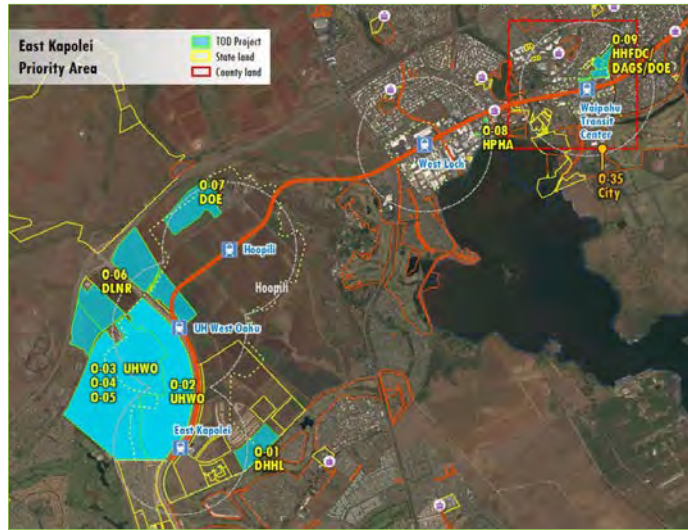 East Kapolei
Priority Area
TOD Project
State land
County land
O-09
HHFDC/
DAGS/DOE
Waipahu
Transit
Center
O-08
HPHA
West Loch
O-35
City
O-07
DOE
Hoopili
Hoopili
O-06
DLNR
UH West Oahu
O-03 UHWO
O-04
O-05
O-02
UHWO
East Kapolei
O-01
DHHL